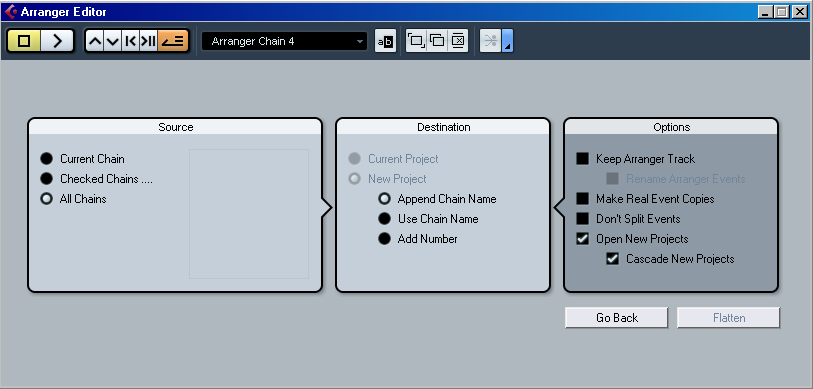 Arranger Editor
Arranger Chain 4
ab
Source
Current Chain
Checked Chains ....
All Chains
Destination
Current Project
New Project
Append Chain Name
Use Chain Name
Add Number
Options
Keep Arranger Track
Rename Arranger Events
Make Real Event Copies
Don't Split Events
Open New Projects
Cascade New Projects
Go Back
Flatten